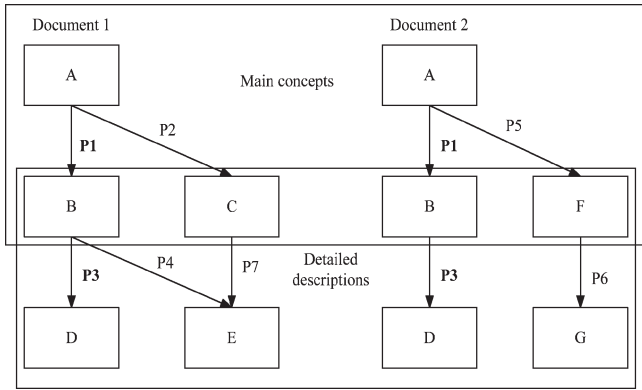 Document 1
Document 2
A
A
Main concepts
P1
P2
P1
P5
B
C
B
F
P3
P4
P7
Detailed
descriptions
P3
P6
D
E
D
G